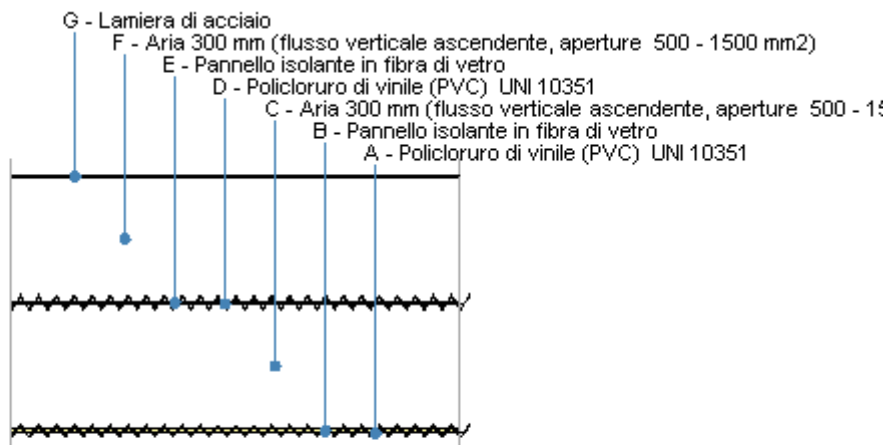 G - Lamiera di acciaio
F - Aria 300 mm (flusso verticale ascendente, aperture 500 - 1500 mm2)
E - Pannello isolante in fibra di vetro
D - Policloruro di vinile (PVC) UNI 10351
C - Aria 300 mm (flusso verticale ascendente, aperture 500 - 15
B - Pannello isolante in fibra di vetro
A - Policloruro di vinile (PVC) UNI 10351